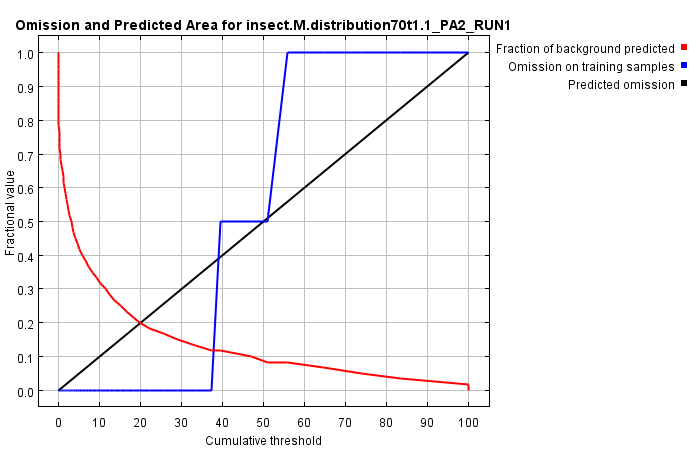 Omission and Predicted Area for insect.M.distribution70t1.1_PA2_RUN1
Fraction of background predicted
Omission on training samples
Predicted omission
Fractional value
1.0
0.9
0.8
0.7
0.6
0.5
0.4
0.3
0.2
0.1
0.0
0 10 20 30 40 50 60 70 80 90 100
Cumulative threshold